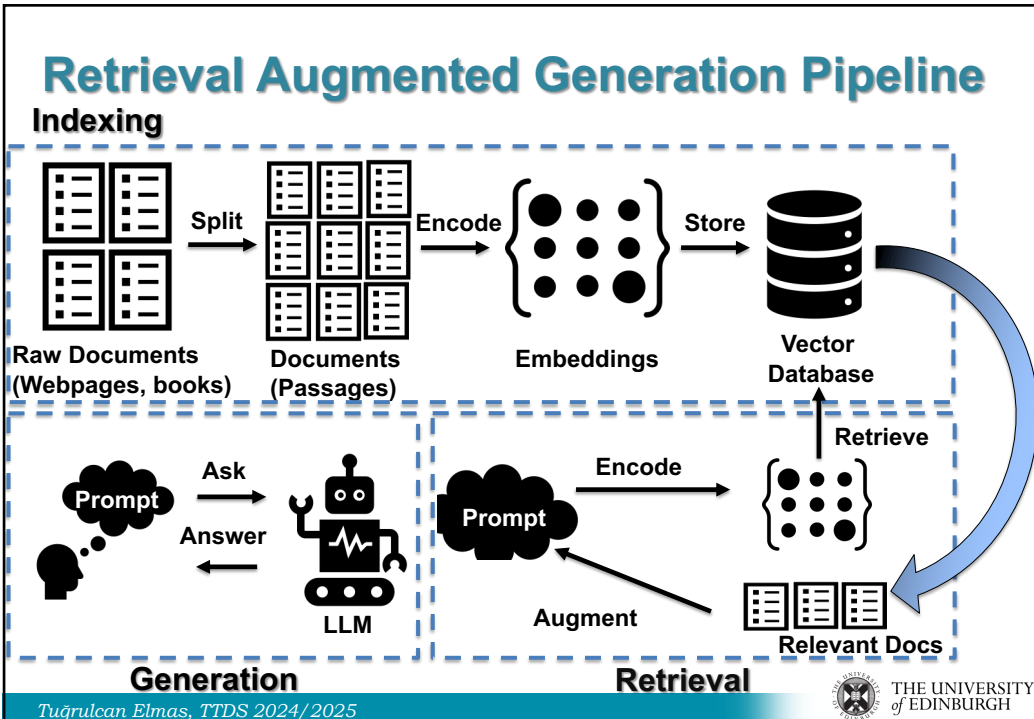 Retrieval Augmented Generation Pipeline
Indexing
Split
Encode
Store
Raw Documents
(Webpages, books)
Documents
(Passages)
Embeddings
Vector
Database
Prompt
Ask
Answer
LLM
Generation
Prompt
Encode
Retrieve
Augment
Relevant Docs
Retrieval
Tuğrulcan Elmas, TTDS 2024/2025
THE UNIVERSITY
of EDINBURGH